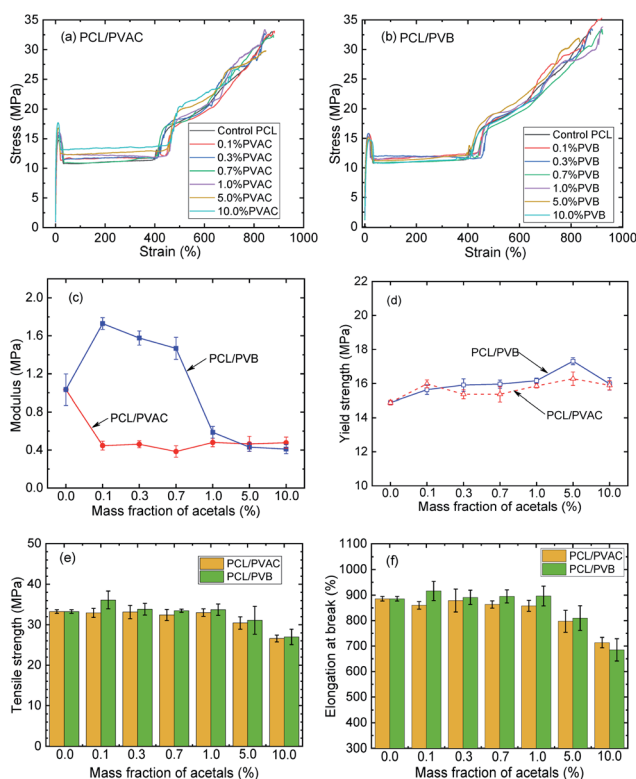 (a) PCL/PVAC
Stress (MPa)
35
30
25
20
15
10
5
0
Control PCL
0.1%PVAC
0.3%PVAC
0.7%PVAC
1.0%PVAC
5.0%PVAC
10.0%PVAC
0 200 400 600 800 1000
Strain (%)
(b) PCL/PVB
Stress (MPa)
35
30
25
20
15
10
5
0
Control PCL
0.1%PVB
0.3%PVB
0.7%PVB
1.0%PVB
5.0%PVB
10.0%PVB
0 200 400 600 800 1000
Strain (%)
(c)
Modulus (MPa)
2.0
1.6
1.2
0.8
0.4
0.0
PCL/PVB
PCL/PVAC
0.0 0.1 0.3 0.7 1.0 5.0 10.0
Mass fraction of acetals (%)
(d)
Yield strength (MPa)
22
20
18
16
14
12
PCL/PVB
PCL/PVAC
0.0 0.1 0.3 0.7 1.0 5.0 10.0
Mass fraction of acetals (%)
(e)
Tensile strength (MPa)
50
40
30
20
10
0
PCL/PVAC
PCL/PVB
0.0 0.1 0.3 0.7 1.0 5.0 10.0
Mass fraction of acetals (%)
(f)
Elongation at break (%)
1100
1000
900
800
700
600
500
400
300
PCL/PVAC
PCL/PVB
0.0 0.1 0.3 0.7 1.0 5.0 10.0
Mass fraction of acetals (%)